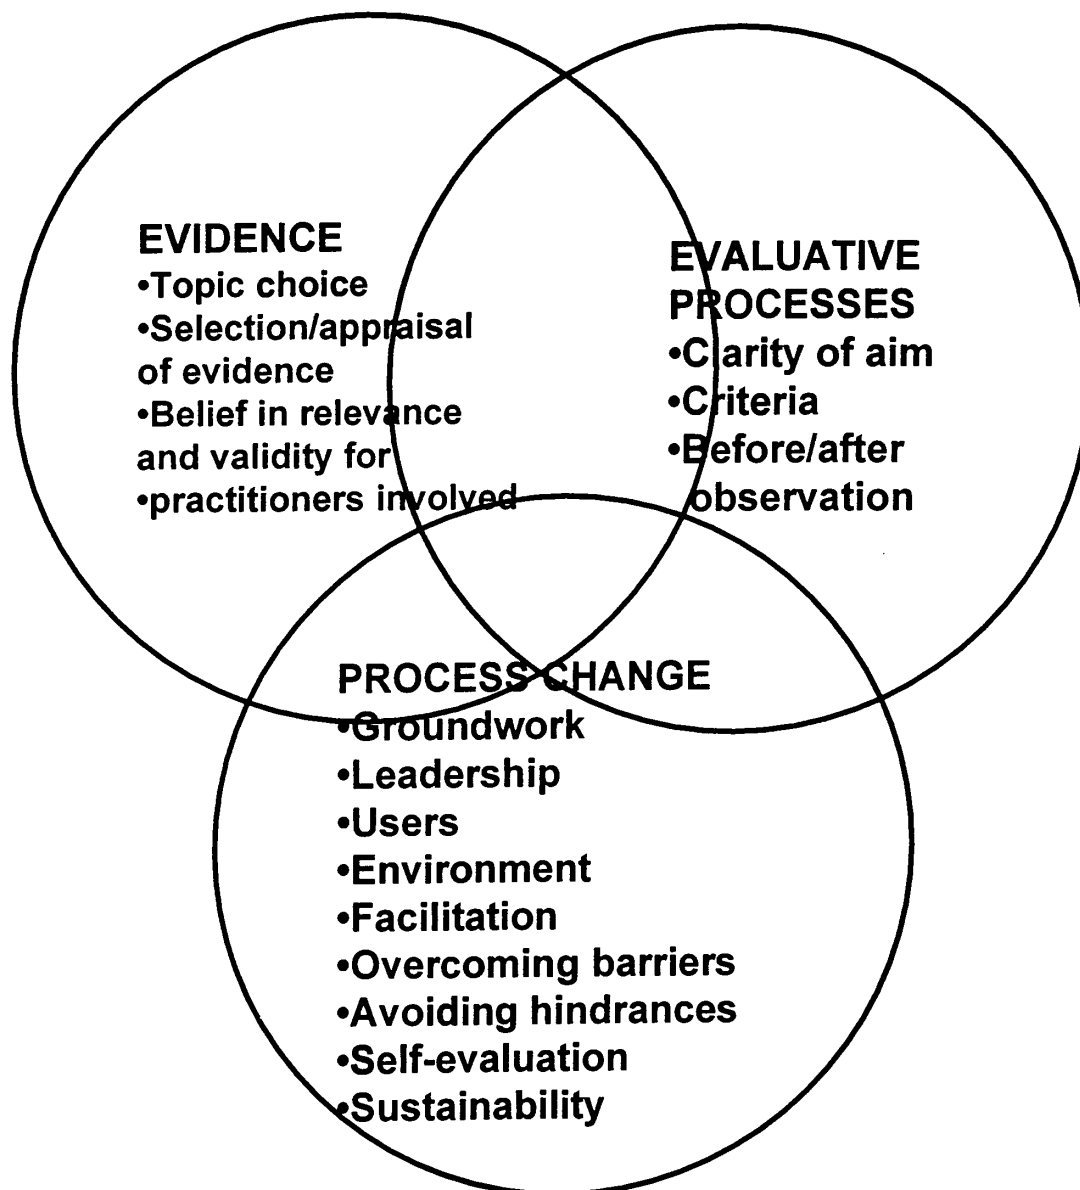 EVIDENCE
•Topic choice
•Selection/appraisal
of evidence
•Belief in relevance
and validity for
•practitioners involved
EVALUATIVE
PROCESSES
•Clarity of aim
•Criteria
•Before/after
observation
PROCESS CHANGE
•Groundwork
•Leadership
•Users
•Environment
•Facilitation
•Overcoming barriers
•Avoiding hindrances
•Self-evaluation
•Sustainability